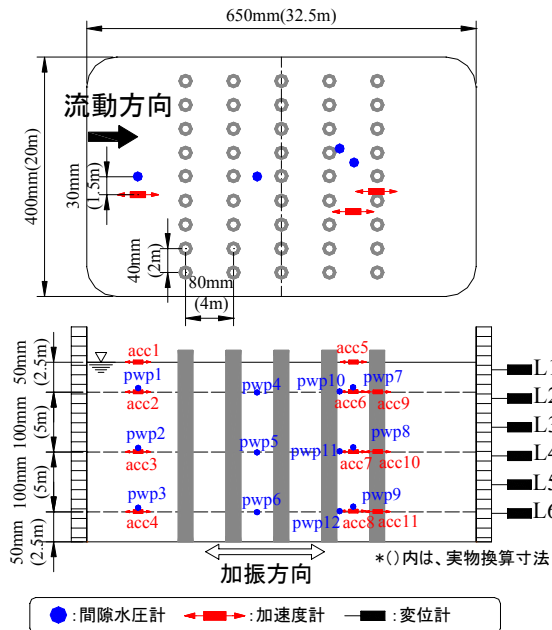 650mm(32.5m)
400mm(20m)
流動方向
30mm
(1.5m)
40mm
(2m)
80mm
(4m)
50mm
(2.5m)
100mm
(5m)
100mm
(5m)
50mm
(2.5m)
acc1
acc5
pwp1
pwp4
pwp10
pwp7
acc2
acc6
acc9
pwp2
pwp5
pwp11
pwp8
acc3
acc7
acc10
pwp3
pwp6
pwp12
pwp9
acc4
acc8
acc11
L1
L2
L3
L4
L5
L6
加振方向
*()内は、実物換算寸法
:間隙水圧計
:加速度計
:変位計